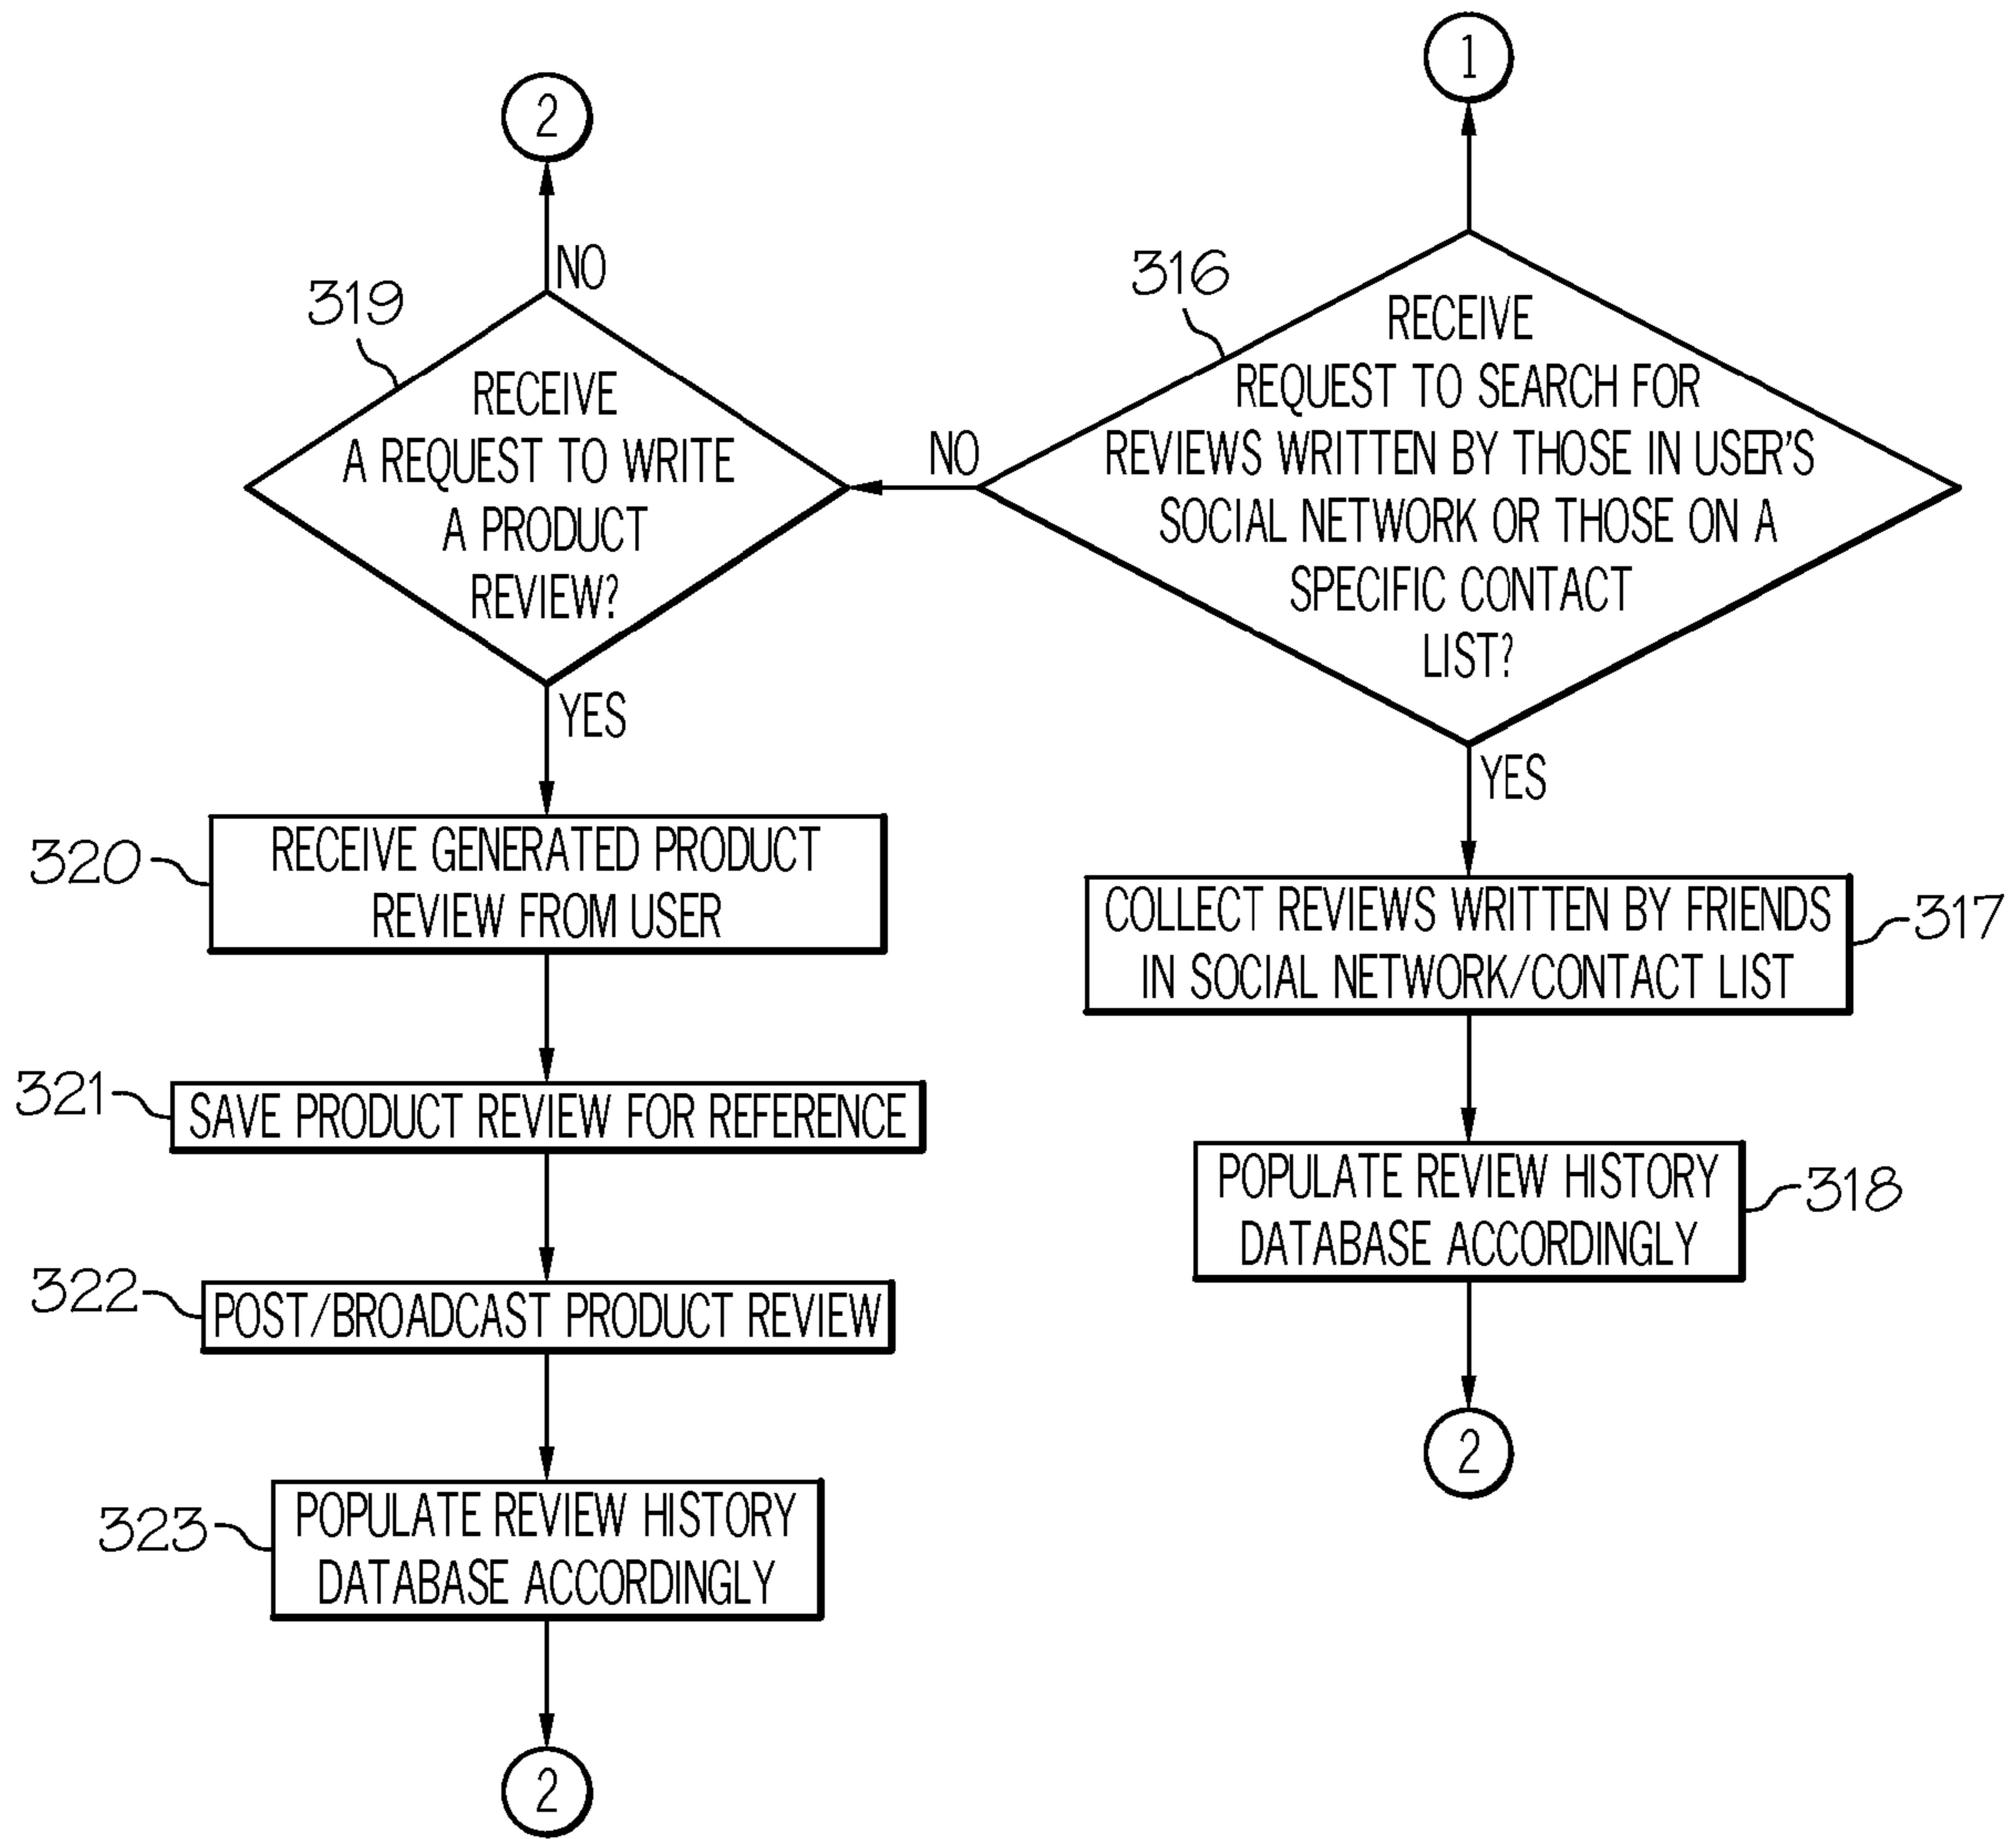 1
316
RECEIVE
REQUEST TO SEARCH FOR
REVIEWS WRITTEN BY THOSE IN USER'S
SOCIAL NETWORK OR THOSE ON A
SPECIFIC CONTACT
LIST?
NO
YES
COLLECT REVIEWS WRITTEN BY FRIENDS
IN SOCIAL NETWORK/CONTACT LIST
317
POPULATE REVIEW HISTORY
DATABASE ACCORDINGLY
318
2
2
NO
319
RECEIVE
A REQUEST TO WRITE
A PRODUCT
REVIEW?
YES
320
RECEIVE GENERATED PRODUCT
REVIEW FROM USER
321
SAVE PRODUCT REVIEW FOR REFERENCE
322
POST/BROADCAST PRODUCT REVIEW
323
POPULATE REVIEW HISTORY
DATABASE ACCORDINGLY
2